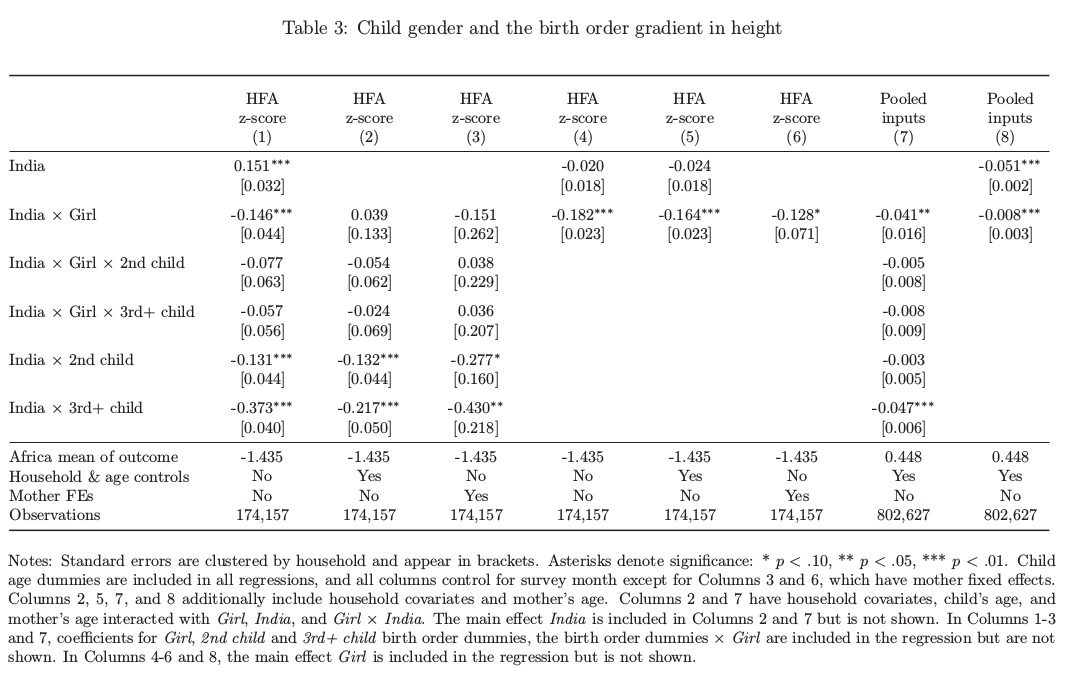 Table 3: Child gender and the birth order gradient in height
HFA HFA HFA HFA HFA HFA Pooled Pooled
z-score z-score z-score z-score z-score z-score inputs inputs
(1) (2) (3) (4) (5) (6) (7) (8)
India 0.151*** -0.020 -0.024 -0.051***
[0.032] [0.018] [0.018] [0.002]
India × Girl -0.146*** 0.039 -0.151 -0.182*** -0.164*** -0.128* -0.041** -0.008***
[0.044] [0.133] [0.262] [0.023] [0.023] [0.071] [0.016] [0.003]
India × Girl × 2nd child -0.077 -0.054 0.038 -0.005
[0.063] [0.062] [0.229] [0.008]
India × Girl × 3rd+ child -0.057 -0.024 0.036 -0.008
[0.056] [0.069] [0.207] [0.009]
India × 2nd child -0.131*** -0.132*** -0.277* -0.003
[0.044] [0.044] [0.160] [0.005]
India × 3rd+ child -0.373*** -0.217*** -0.430** -0.047***
[0.040] [0.050] [0.218] [0.006]
Africa mean of outcome -1.435 -1.435 -1.435 -1.435 -1.435 -1.435 0.448 0.448
Household & age controls No Yes No No Yes No Yes Yes
Mother FEs No No Yes No No Yes No No
Observations 174,157 174,157 174,157 174,157 174,157 174,157 802,627 802,627
Notes: Standard errors are clustered by household and appear in brackets. Asterisks denote significance: * p < .10, ** p < .05, *** p < .01. Child
age dummies are included in all regressions, and all columns control for survey month except for Columns 3 and 6, which have mother fixed effects.
Columns 2, 5, 7, and 8 additionally include household covariates and mother's age. Columns 2 and 7 have household covariates, child's age, and
mother's age interacted with Girl, India, and Girl × India. The main effect India is included in Columns 2 and 7 but is not shown. In Columns 1-3
and 7, coefficients for Girl, 2nd child and 3rd+ child birth order dummies, the birth order dummies × Girl are included in the regression but are not
shown. In Columns 4-6 and 8, the main effect Girl is included in the regression but is not shown.